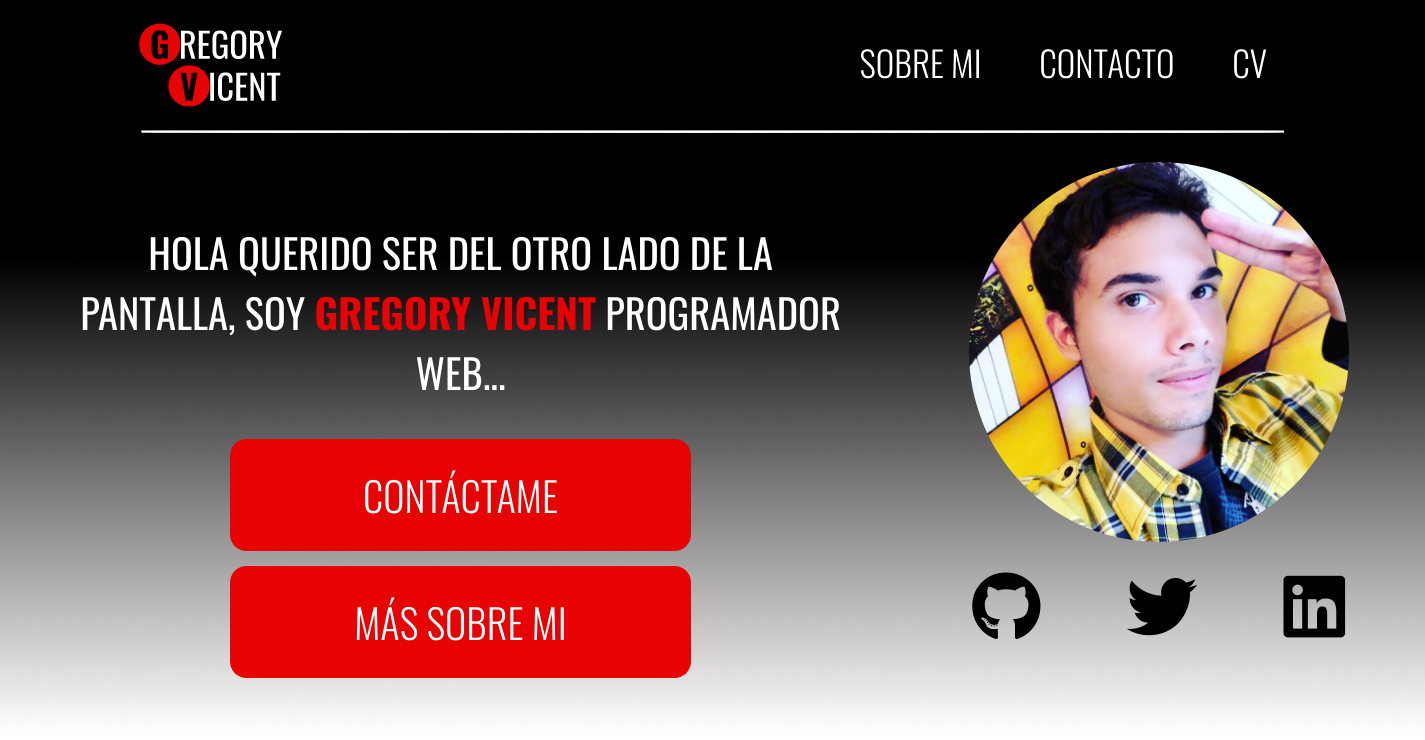 GREGORY
VICENT
SOBRE MI CONTACTO CV
HOLA QUERIDO SER DEL OTRO LADO DE LA
PANTALLA, SOY GREGORY VICENT PROGRAMADOR
WEB...
CONTÁCTAME
MÁS SOBRE MI
in